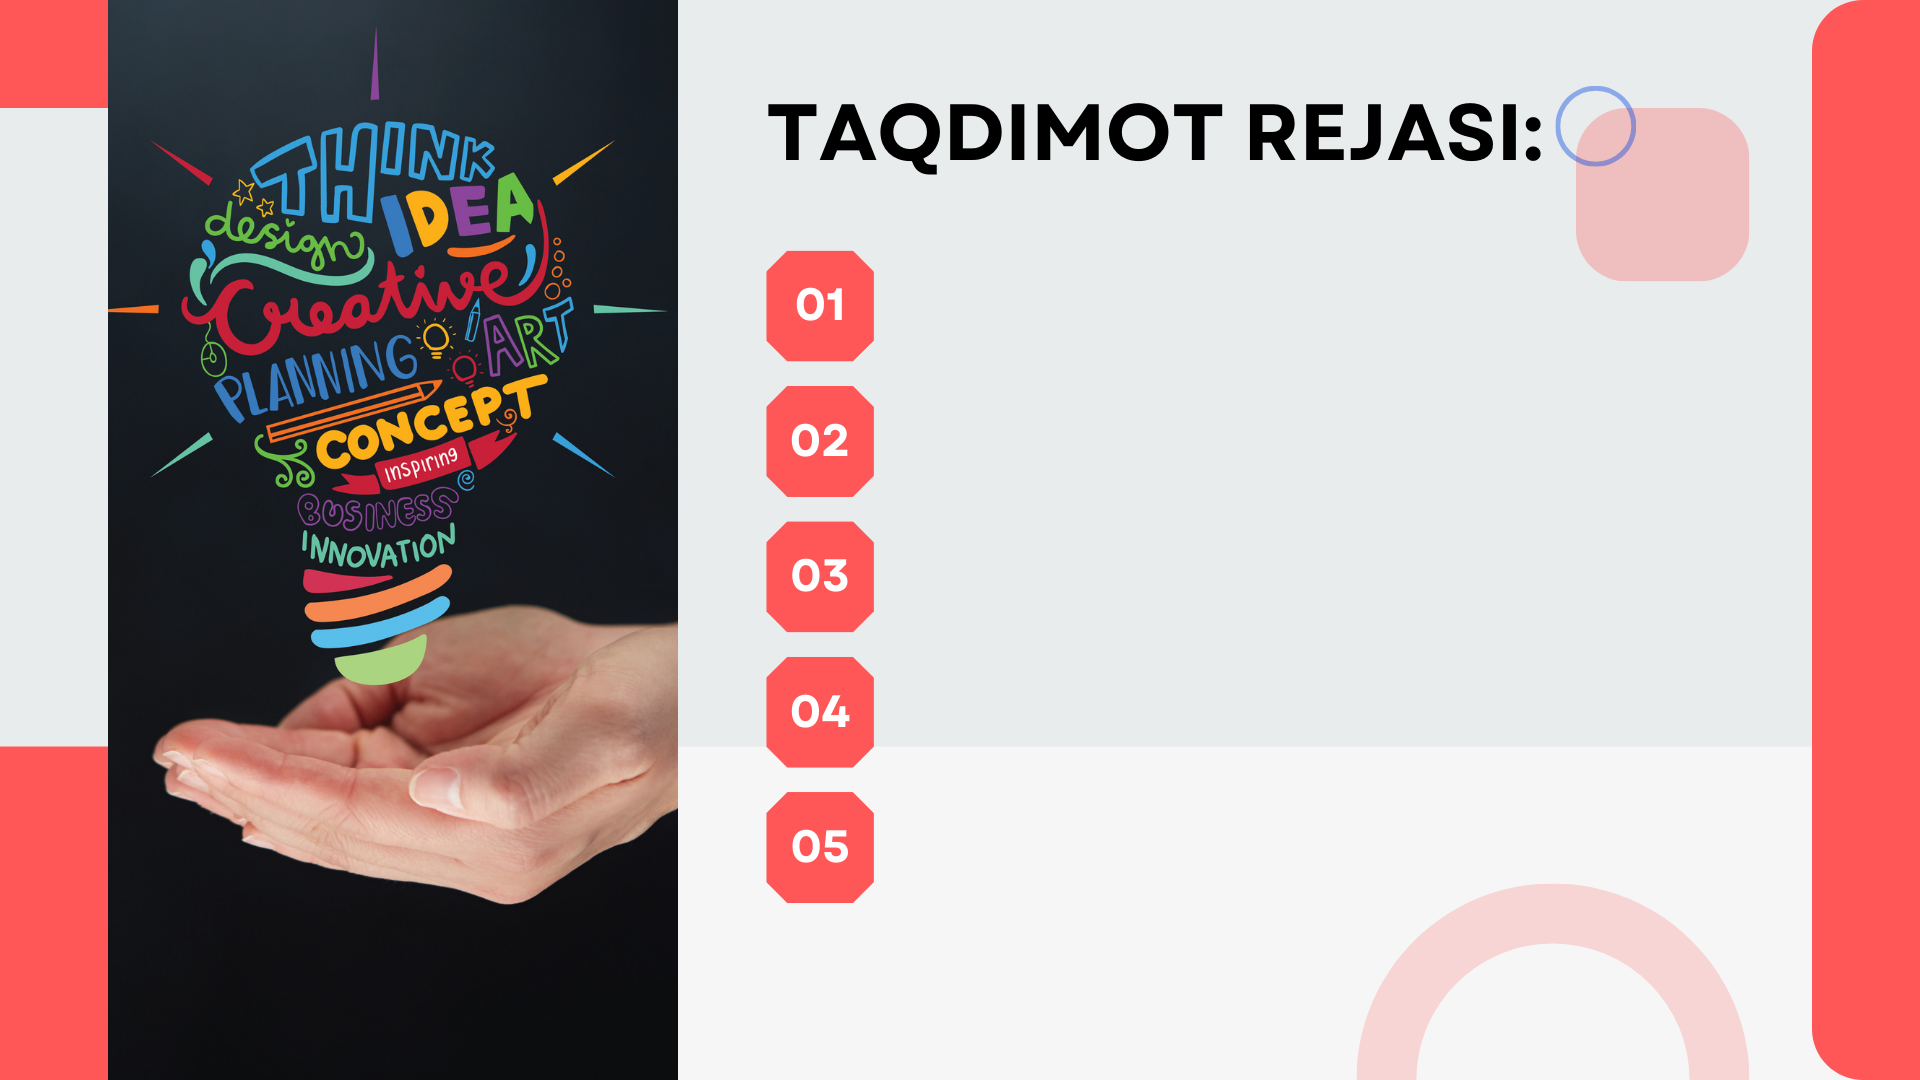 THINK
IDEA
design
Creative
PLANNING
ART
CONCEPT
inspiring
BUSINESS
INNOVATION
TAQDIMOT REJASI:
01
02
03
04
05